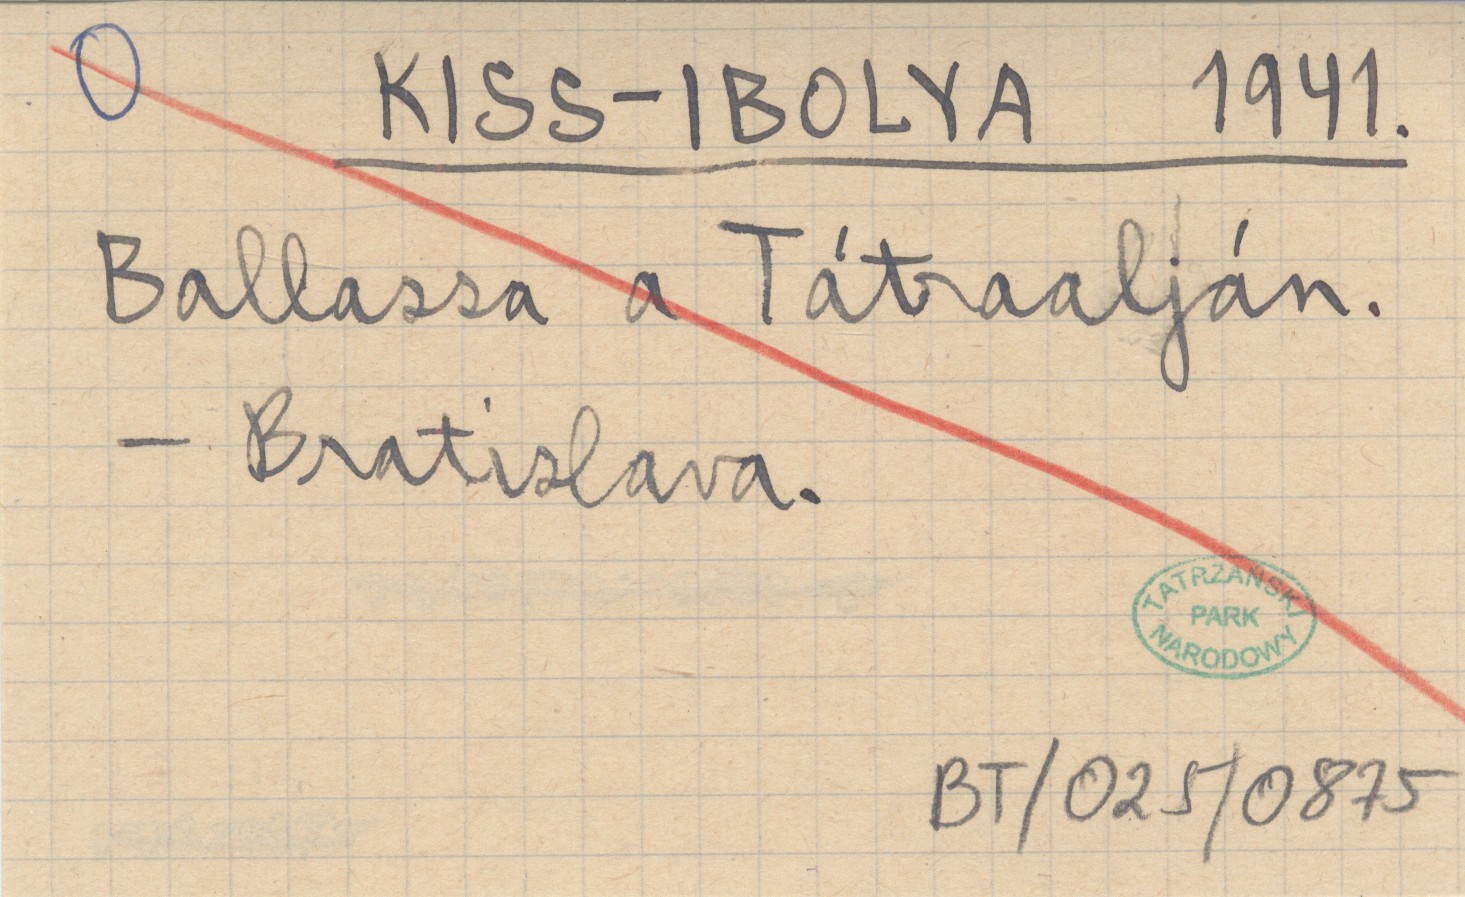 KISS-IBOLYA 1941.
Ballassa a Tátraalján.
- Bratislava.
TATRZAŃSKI
PARK
NARODOWY
BT/025/0875